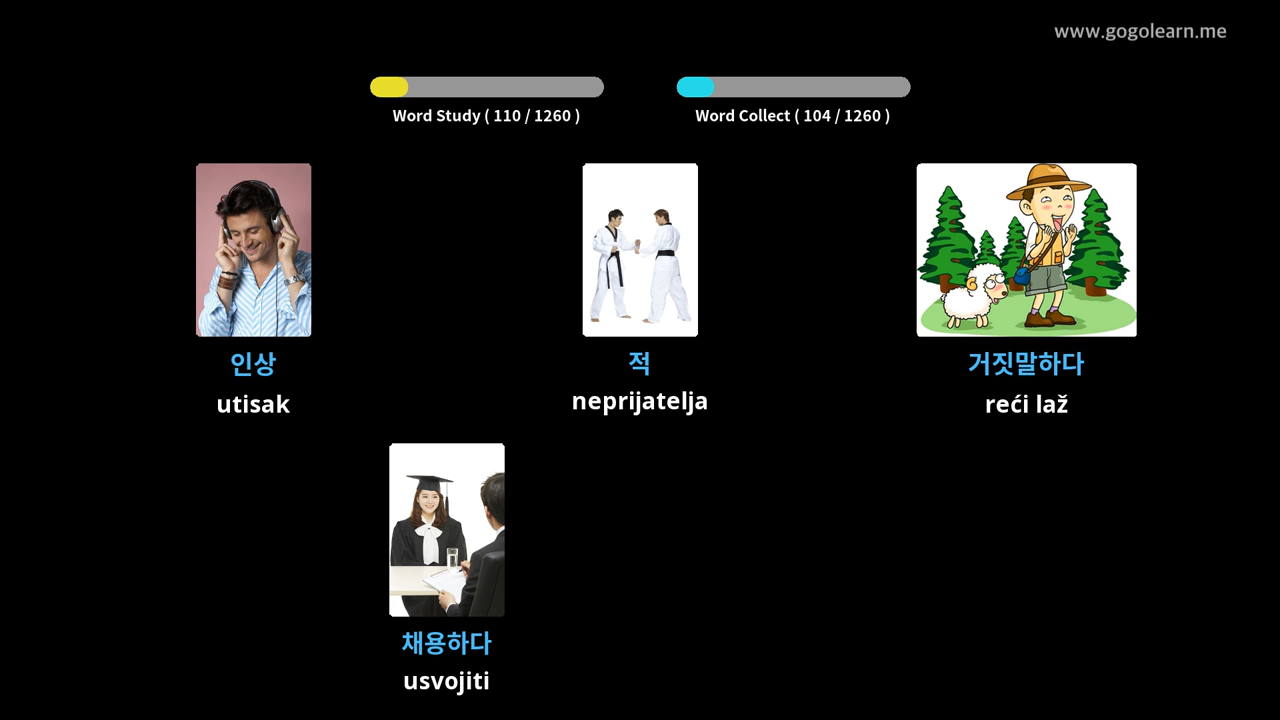 www.gogolearn.me
Word Study ( 110 / 1260 )
Word Collect ( 104 / 1260 )
인상
utisak
적
neprijatelja
거짓말하다
reći laž
채용하다
usvojiti